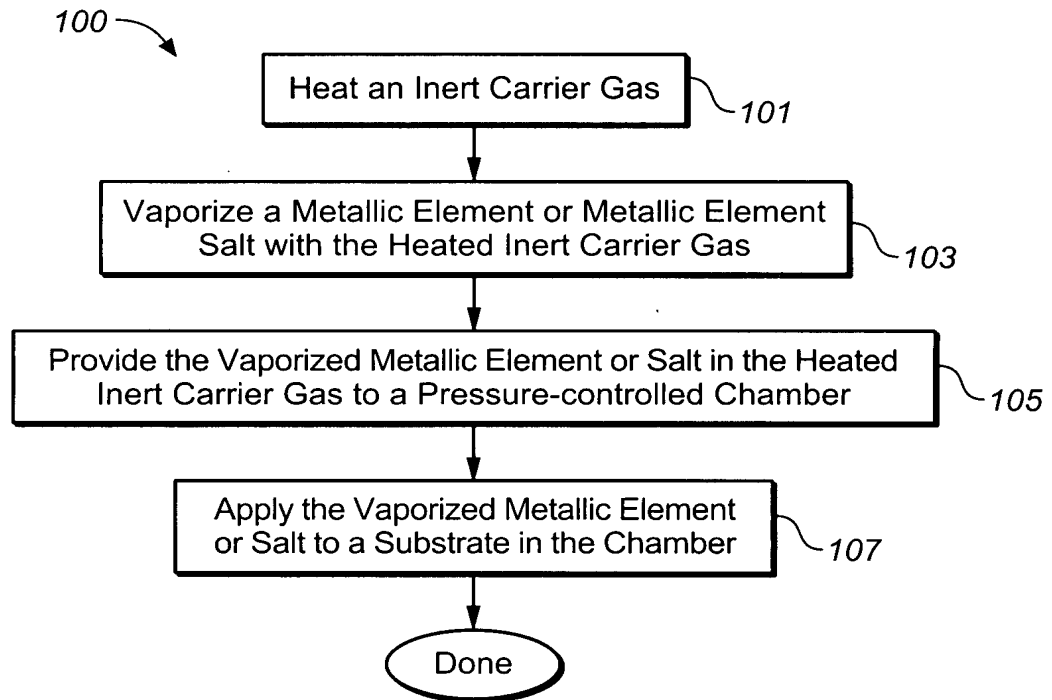 100
Heat an Inert Carrier Gas
101
Vaporize a Metallic Element or Metallic Element
Salt with the Heated Inert Carrier Gas
103
Provide the Vaporized Metallic Element or Salt in the Heated
Inert Carrier Gas to a Pressure-controlled Chamber
105
Apply the Vaporized Metallic Element
or Salt to a Substrate in the Chamber
107
Done